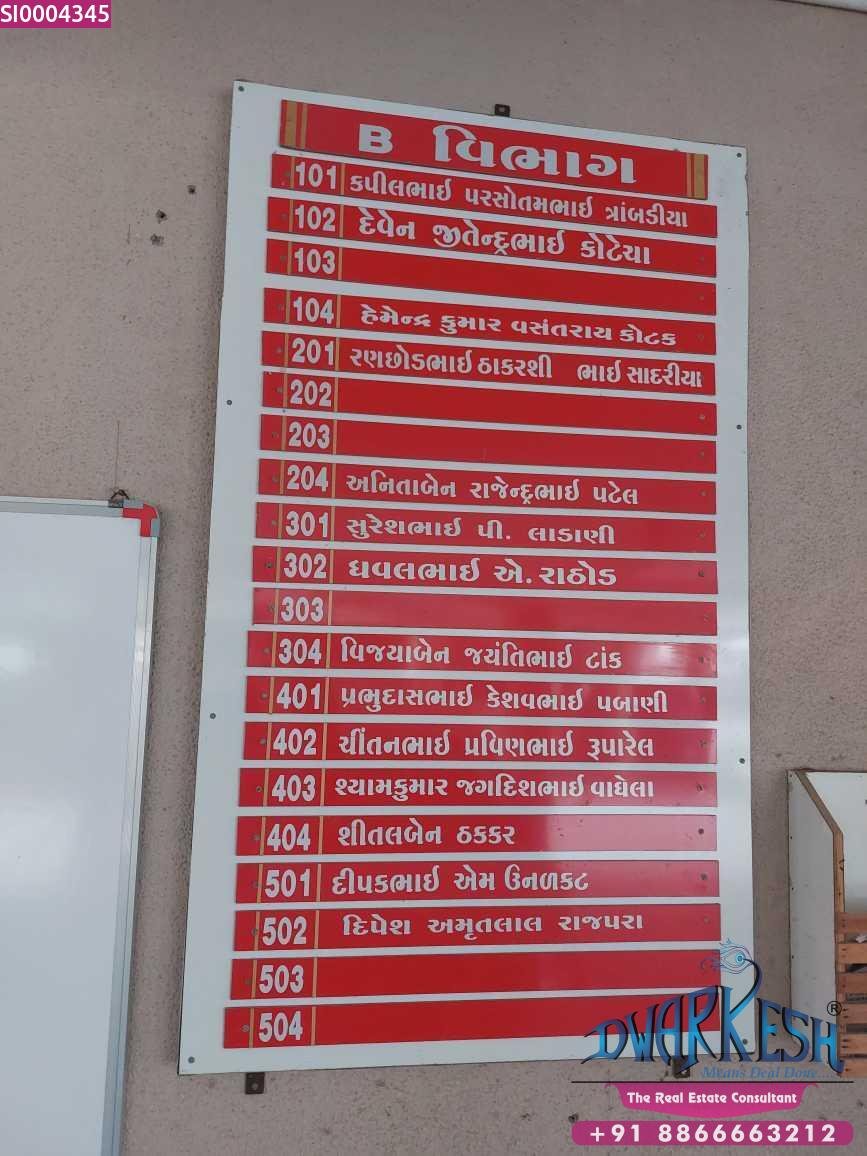 SI0004345
B વિભાગ
101 કપીલભાઈ પરસોતમભાઈ ત્રાંબડીયા
102 દેવેન જીતેન્દ્રભાઈ કોટેચા
103
104 હેમેન્દ્ર કુમાર વસંતરાય કોટક
201 રણછોડભાઈ ઠાકરશી ભાઈ સાદરીયા
202
203
204 અનિતાબેન રાજેન્દ્રભાઈ પટેલ
301 સુરેશભાઈ પી. લાડાણી
302 ધવલભાઈ એ. રાઠોડ
303
304 વિજયાબેન જયંતિભાઈ ટાંક
401 પ્રભુદાસભાઈ કેશવભાઈ પબાણી
402 ચીંતનભાઈ પ્રવિણભાઈ રૂપારેલ
403 શ્યામકુમાર જગદિશભાઈ વાઘેલા
404 શીતલબેન ઠકકર
501 દીપકભાઈ એમ ઉનળકટ
502 દિપેશ અમૃતલાલ રાજપરા
503
504
DWARKESH®
Means Deal Done...
The Real Estate Consultant
+91 8866663212